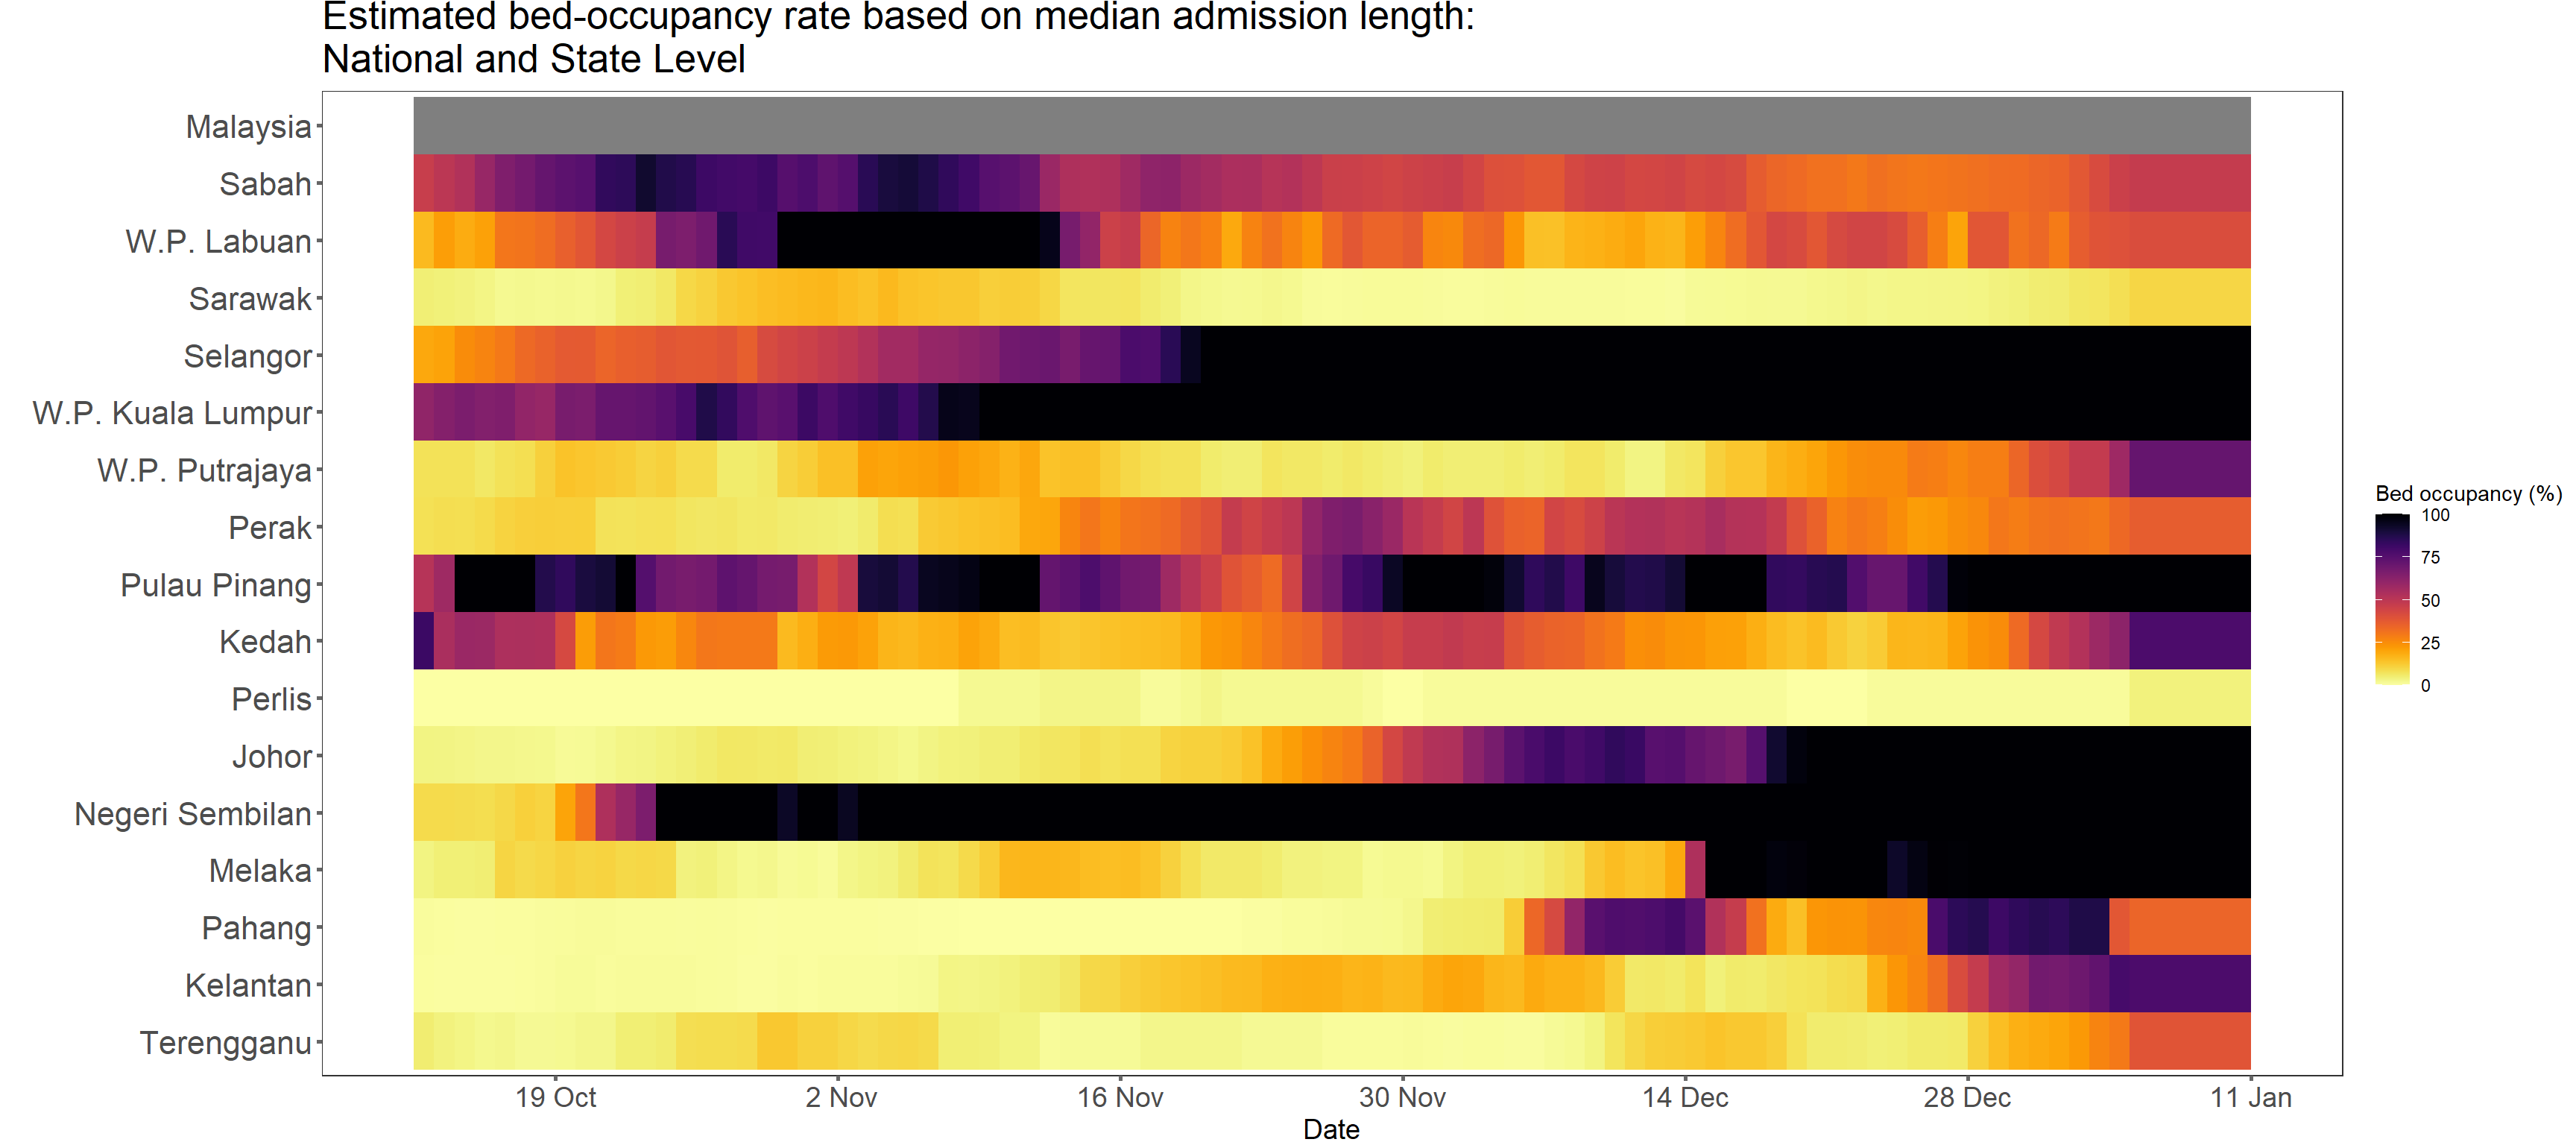 Estimated bed-occupancy rate based on median admission length:
National and State Level
Malaysia
Sabah
W.P. Labuan
Sarawak
Selangor
W.P. Kuala Lumpur
W.P. Putrajaya
Perak
Pulau Pinang
Kedah
Perlis
Johor
Negeri Sembilan
Melaka
Pahang
Kelantan
Terengganu
19 Oct
2 Nov
16 Nov
30 Nov
14 Dec
28 Dec
11 Jan
Date
Bed occupancy (%)
100
75
50
25
0